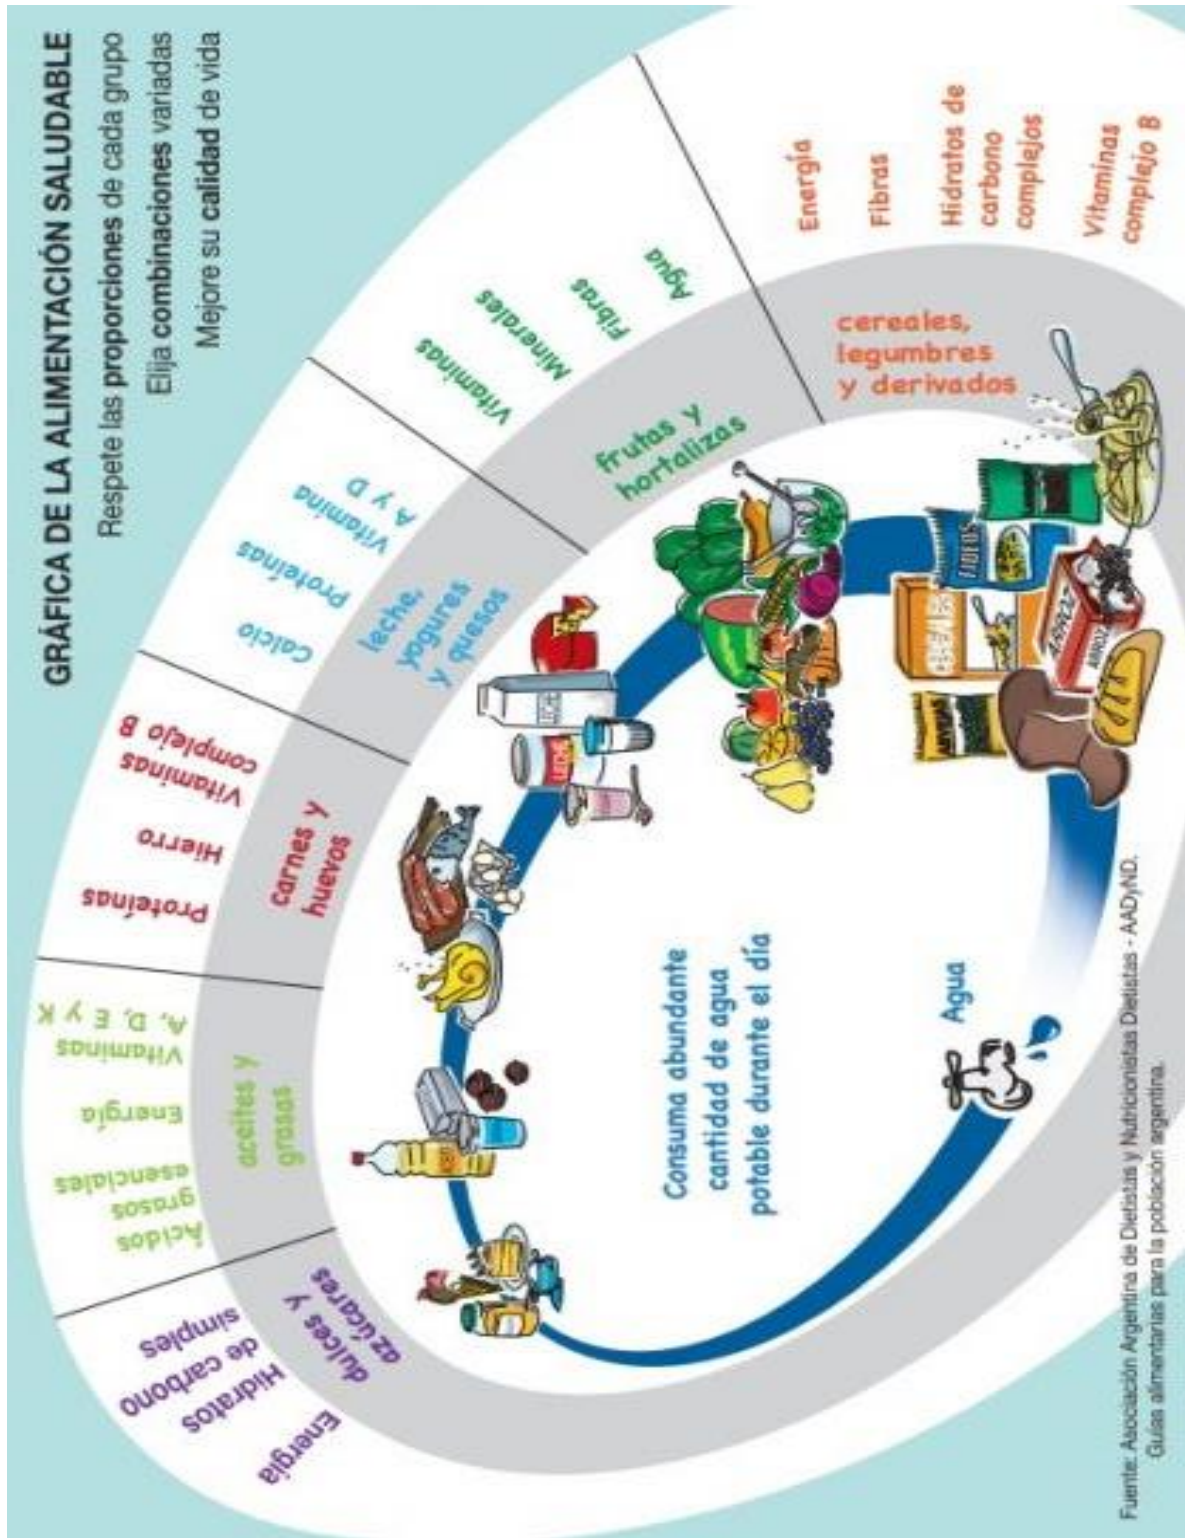 GRÁFICA DE LA ALIMENTACIÓN SALUDABLE
Respete las proporciones de cada grupo
Elija combinaciones variadas
Mejore su calidad de vida
Energía
Fibras
Hidratos de
carbono
complejos
Vitaminas
complejo B
cereales,
legumbres
y derivados
Vitaminas
Minerales
Fibras
Agua
frutas y
hortalizas
Calcio
Proteínas
Vitamina
A y D
leche,
yogures
y quesos
Proteínas
Hierro
Vitaminas
complejo B
carnes y
huevos
Ácidos
grasos
esenciales
Energía
Vitaminas
A, D, E y K
aceites y
grasas
Energía
Hidratos
de carbono
simples
dulces y
azúcares
LECHE
CEREALES
FIDEOS
ARROZ
ARROZ
ARVEJAS
Consuma abundante
cantidad de agua
potable durante el día
Agua
Fuente: Asociación Argentina de Dietistas y Nutricionistas Dietistas - AADyND.
Guías alimentarias para la población argentina.